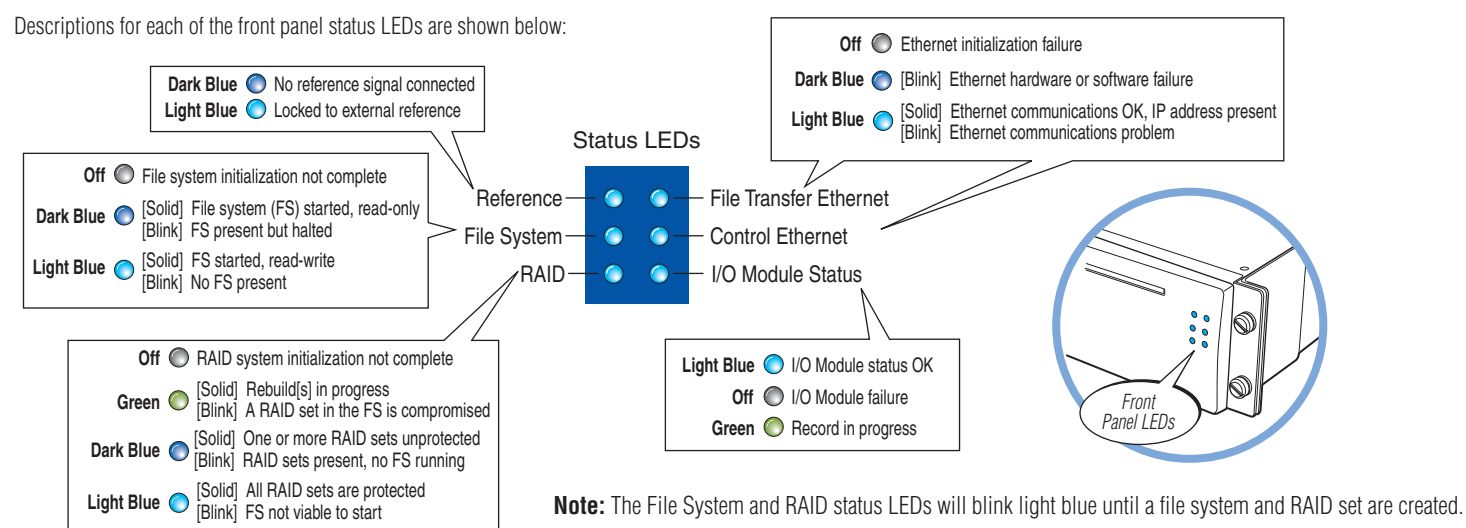 Descriptions for each of the front panel status LEDs are shown below:
Dark Blue No reference signal connected
Light Blue Locked to external reference
Off Ethernet initialization failure
Dark Blue [Blink] Ethernet hardware or software failure
Light Blue [Solid] Ethernet communications OK, IP address present
[Blink] Ethernet communications problem
Off File system initialization not complete
Dark Blue [Solid] File system (FS) started, read-only
[Blink] FS present but halted
Light Blue [Solid] FS started, read-write
[Blink] No FS present
Status LEDs
Reference
File Transfer Ethernet
File System
Control Ethernet
RAID
I/O Module Status
Off RAID system initialization not complete
Green [Solid] Rebuild[s] in progress
[Blink] A RAID set in the FS is compromised
Dark Blue [Solid] One or more RAID sets unprotected
[Blink] RAID sets present, no FS running
Light Blue [Solid] All RAID sets are protected
[Blink] FS not viable to start
Light Blue I/O Module status OK
Off I/O Module failure
Green Record in progress
Front
Panel LEDs
Note: The File System and RAID status LEDs will blink light blue until a file system and RAID set are created.